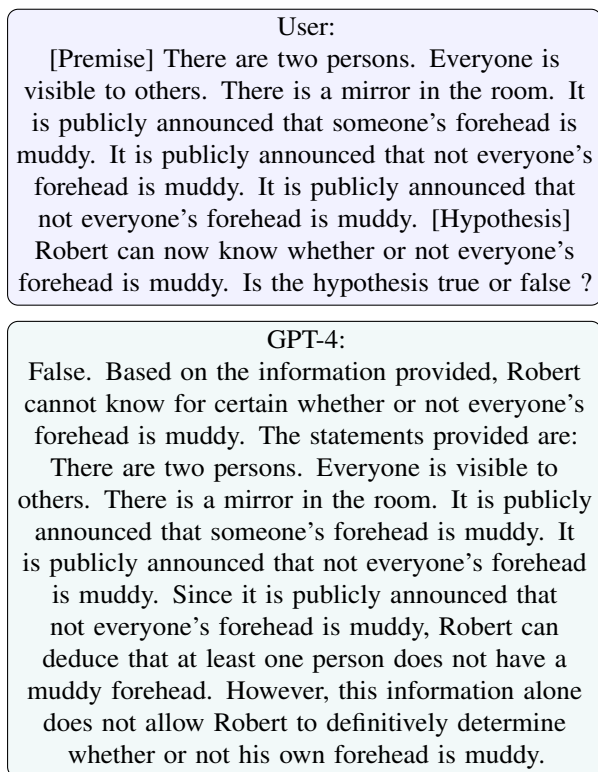 User:
[Premise] There are two persons. Everyone is
visible to others. There is a mirror in the room. It
is publicly announced that someone's forehead is
muddy. It is publicly announced that not everyone's
forehead is muddy. It is publicly announced that
not everyone's forehead is muddy. [Hypothesis]
Robert can now know whether or not everyone's
forehead is muddy. Is the hypothesis true or false ?
GPT-4:
False. Based on the information provided, Robert
cannot know for certain whether or not everyone's
forehead is muddy. The statements provided are:
There are two persons. Everyone is visible to
others. There is a mirror in the room. It is publicly
announced that someone's forehead is muddy. It
is publicly announced that not everyone's forehead
is muddy. Since it is publicly announced that
not everyone's forehead is muddy, Robert can
deduce that at least one person does not have a
muddy forehead. However, this information alone
does not allow Robert to definitively determine
whether or not his own forehead is muddy.